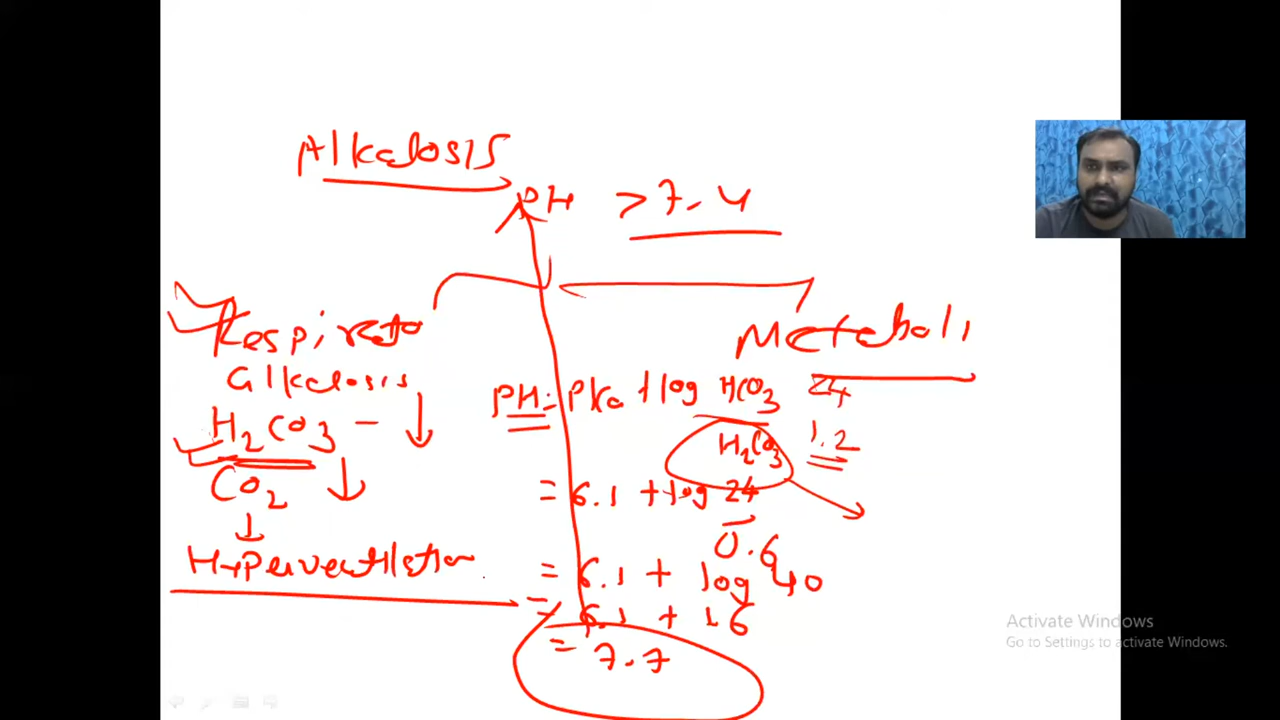 Alkalosis
PH > 7.4
Respirato
alkalosis
H2CO3 - ↓
CO2 ↓
↓
Hyperventilation
Metaboli
PH = PKa + log HCO3 24
H2CO3 1.2
= 6.1 + log 24
0.6
= 6.1 + log 40
= 6.1 + 1.6
= 7.7
Activate Windows
Go to Settings to activate Windows.